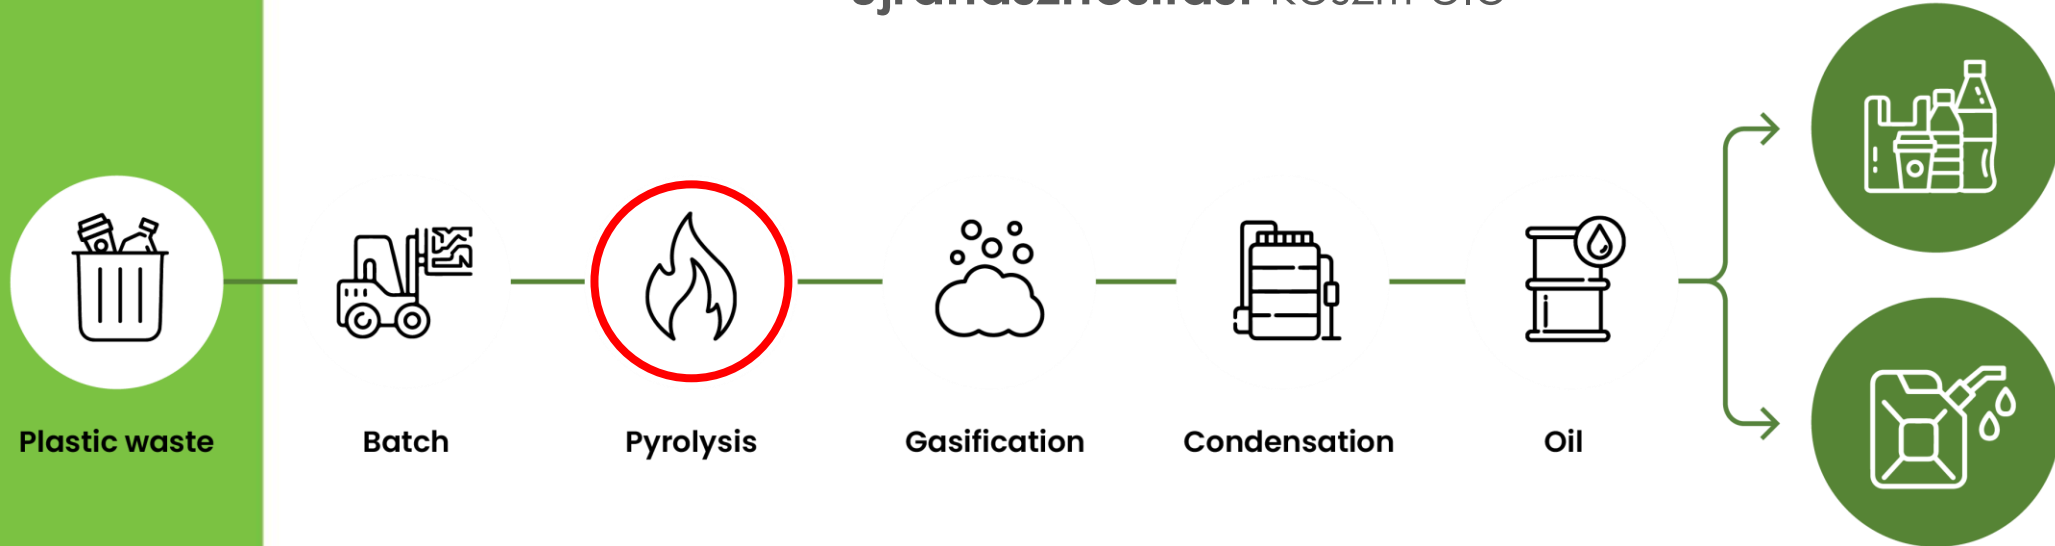 Plastic waste
Batch
Pyrolysis
Gasification
Condensation
Oil